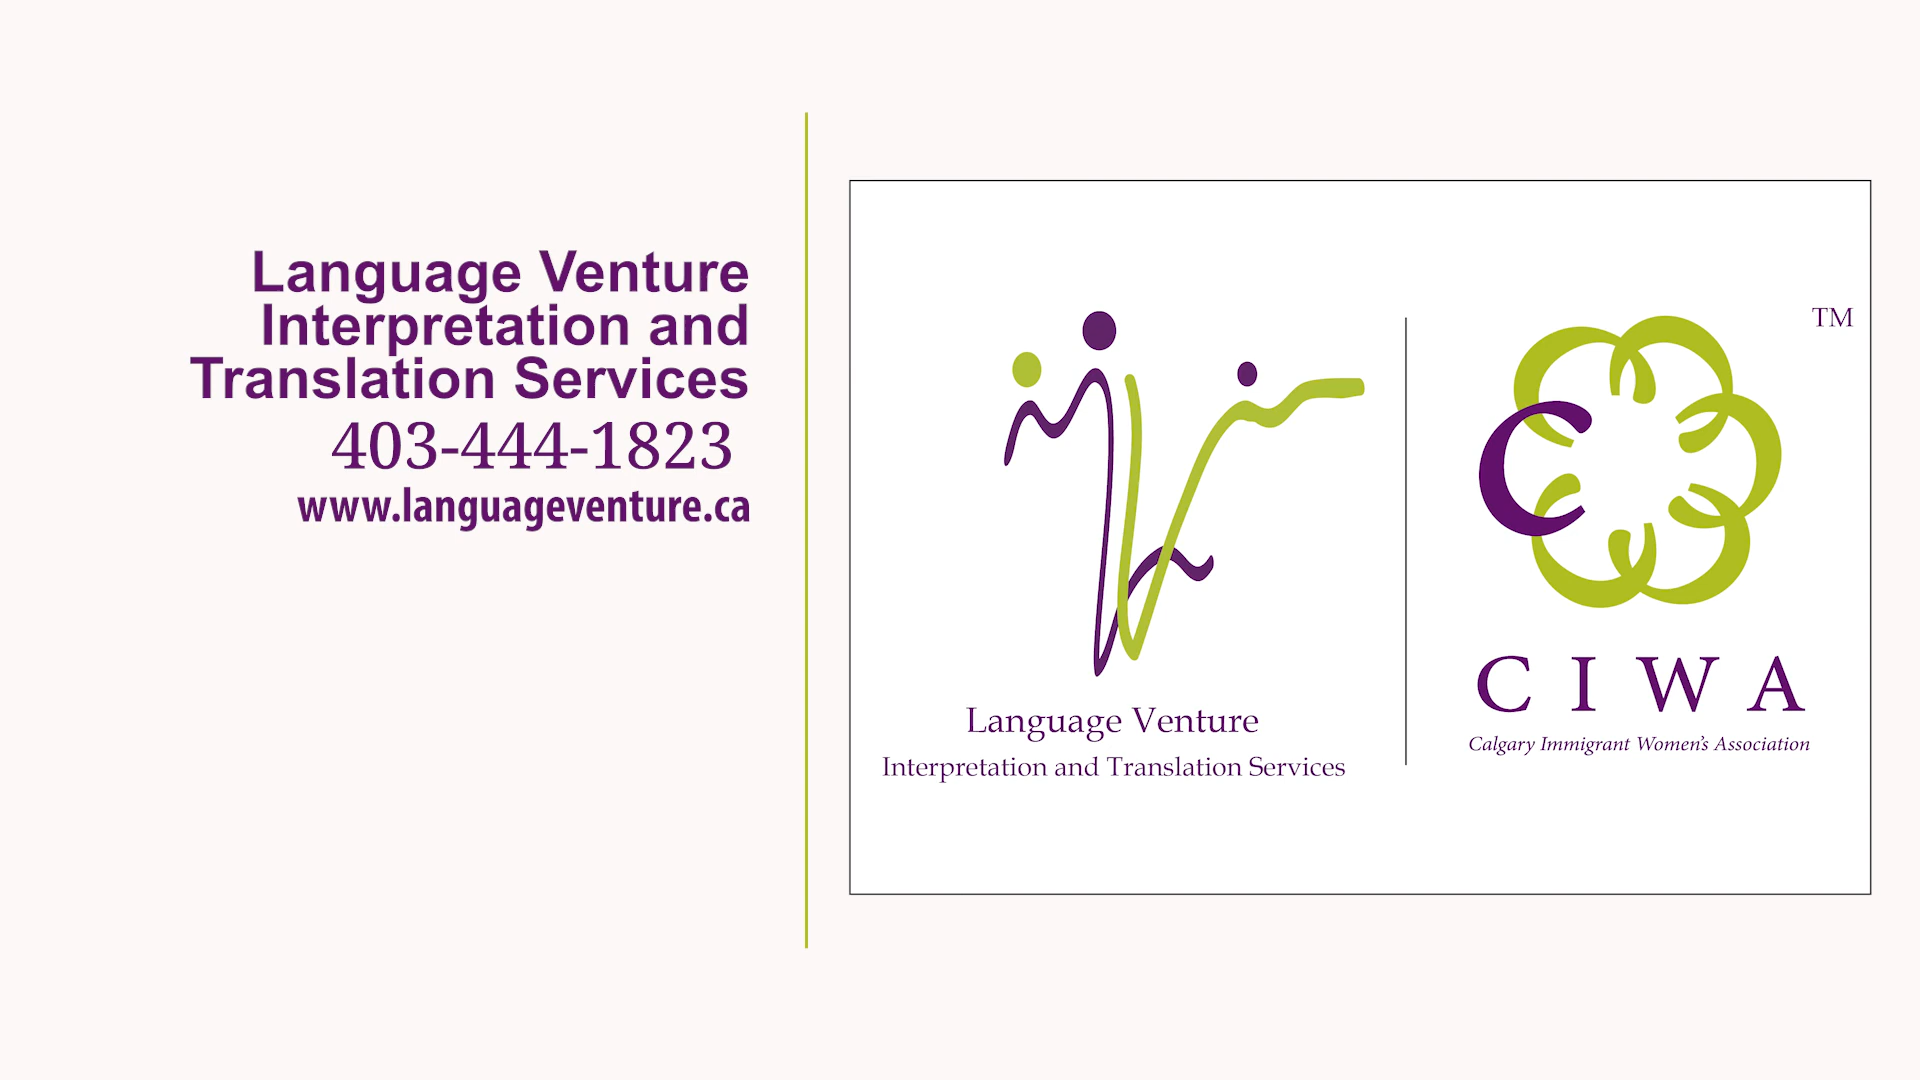 Language Venture
Interpretation and
Translation Services
403-444-1823
www.languageventure.ca
Language Venture
Interpretation and Translation Services
TM
C I W A
Calgary Immigrant Women's Association